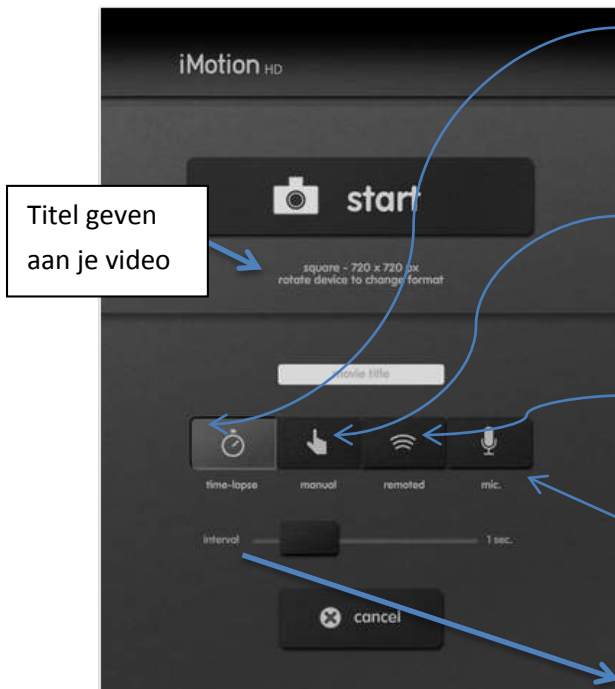 iMotion HD
start
Titel geven
aan je video
square - 720 x 720 px
rotate device to change format
movie title
time-lapse manual remoted mic.
interval 1 sec.
cancel